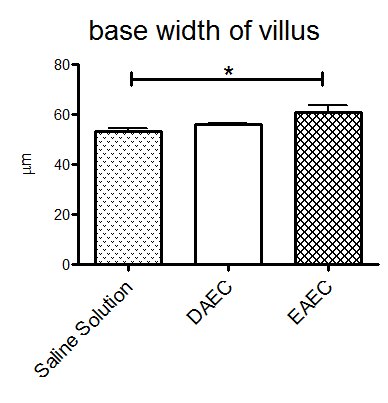 base width of villus
*
80
60
40
20
0
µm
Saline Solution
DAEC
EAEC